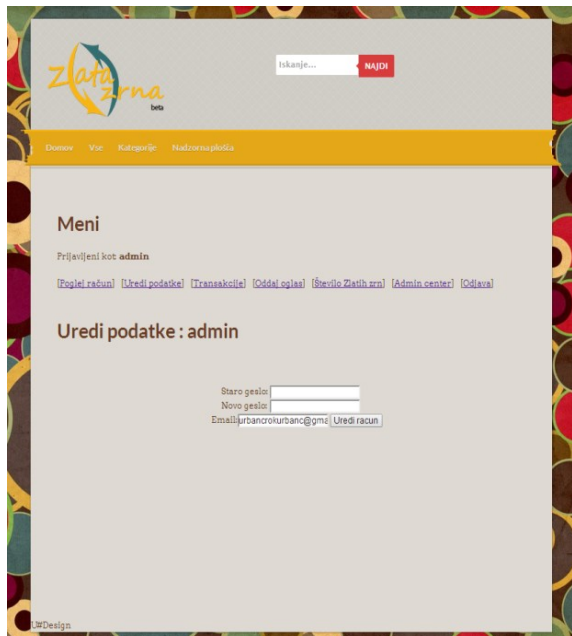 Zlata
zrna
beta
Iskanje...
NAJDI
Domov Vse Kategorije Nadzorna plošča
Meni
Prijavljeni kot: admin
[Poglej račun] [Uredi podatke] [Transakcije] [Oddaj oglas] [Število Zlatih zrn] [Admin center] [Odjava]
Uredi podatke : admin
Staro geslo:
Novo geslo:
Email: urbancrokurbanc@gma Uredi racun
U#Design